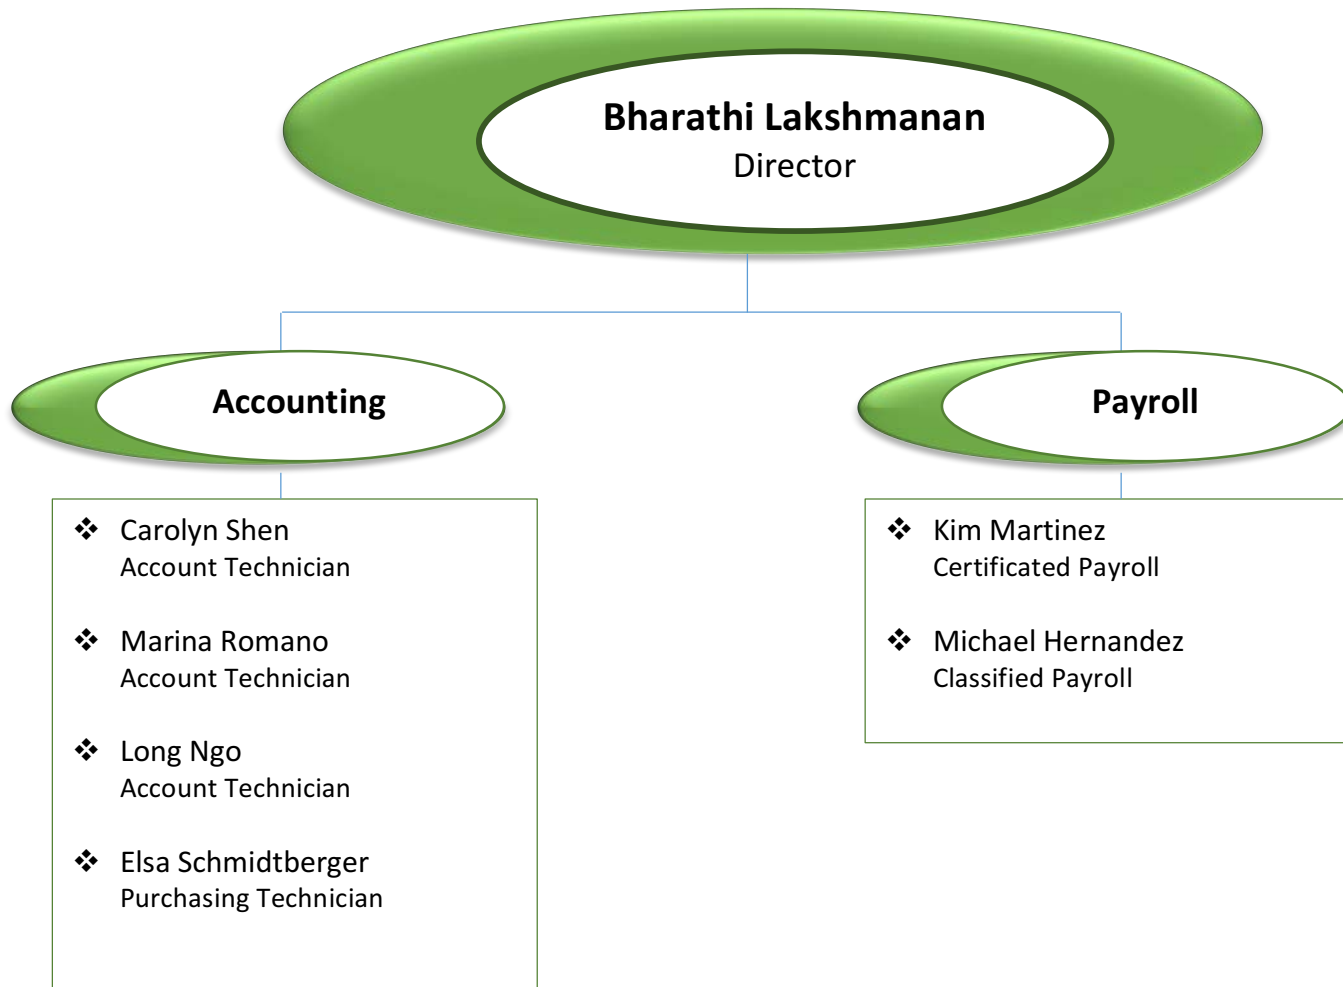 Bharathi Lakshmanan
Director
Accounting
❖ Carolyn Shen
Account Technician
❖ Marina Romano
Account Technician
❖ Long Ngo
Account Technician
❖ Elsa Schmidtberger
Purchasing Technician
Payroll
❖ Kim Martinez
Certificated Payroll
❖ Michael Hernandez
Classified Payroll